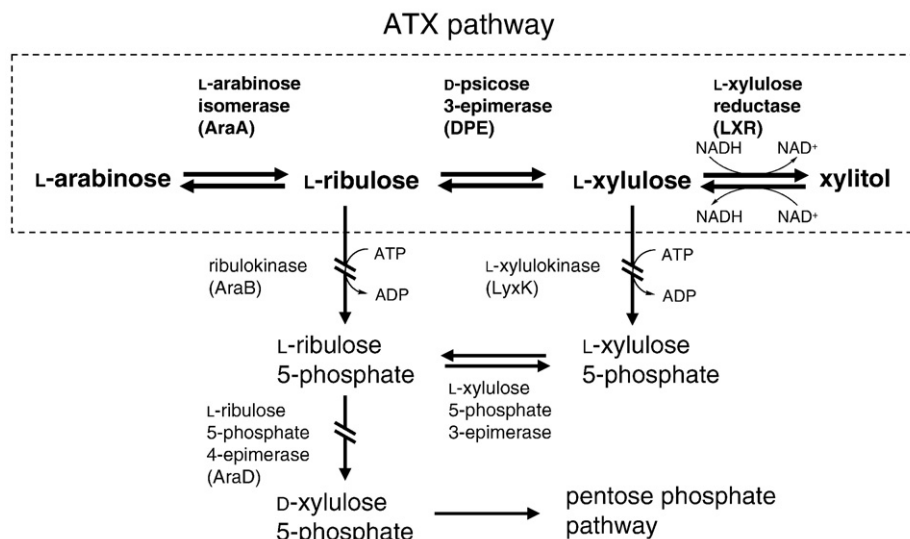 ATX pathway
L-arabinose
isomerase
(AraA)
D-psicose
3-epimerase
(DPE)
L-xylulose
reductase
(LXR)
NADH NAD+
L-arabinose L-ribulose L-xylulose xylitol
NADH NAD+
ribulokinase
(AraB)
ATP
ADP
L-xylulokinase
(LyxK)
ATP
ADP
L-ribulose
5-phosphate
L-xylulose
5-phosphate
L-xylulose
5-phosphate
3-epimerase
L-ribulose
5-phosphate
4-epimerase
(AraD)
D-xylulose
5-phosphate
pentose phosphate
pathway